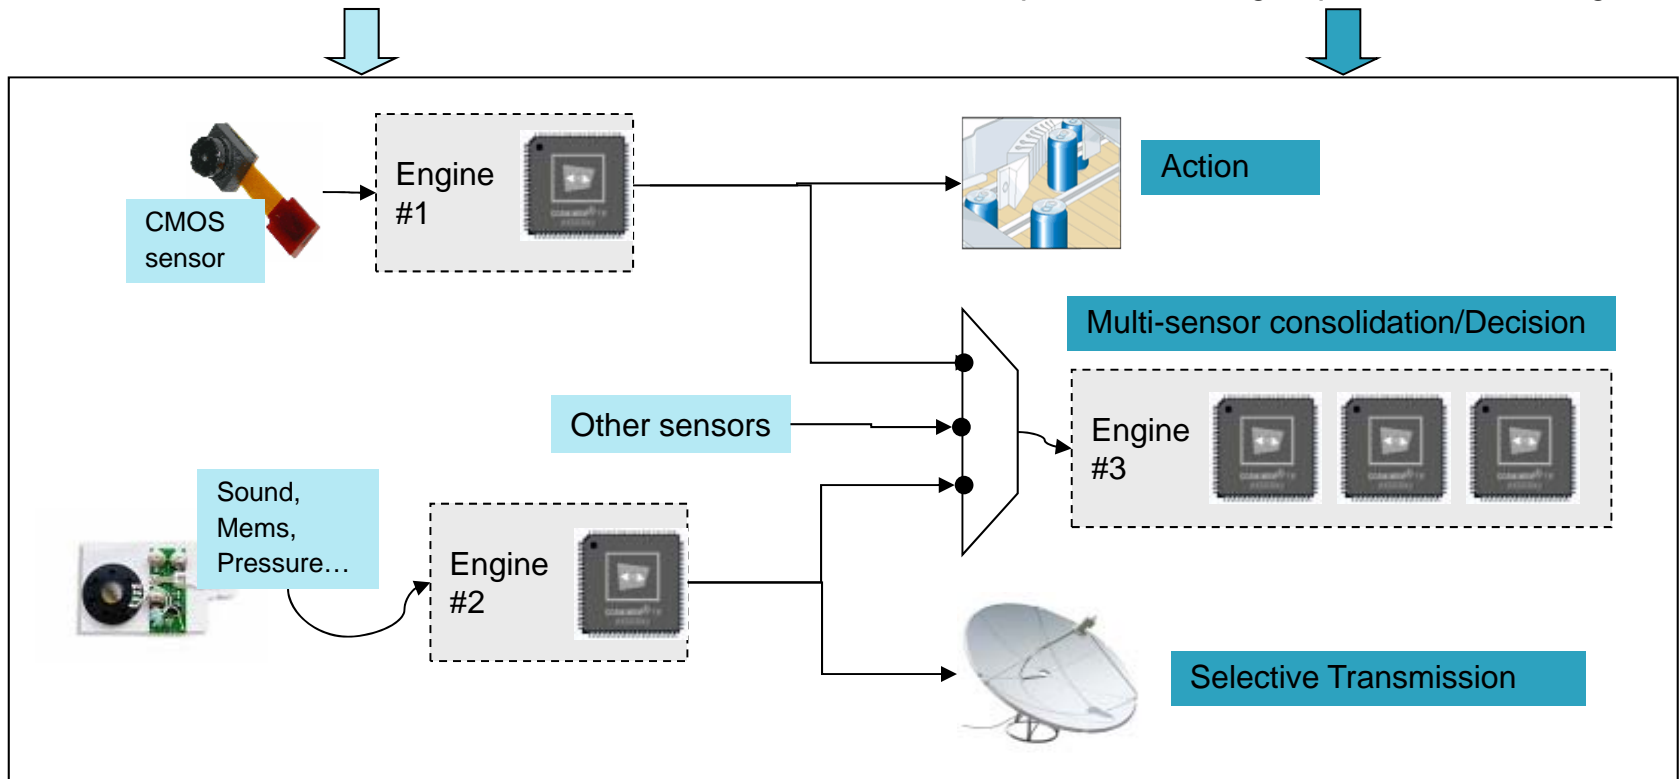 Engine
#1
CMOS
sensor
Action
Multi-sensor consolidation/Decision
Other sensors
Engine
#3
Sound,
Mems,
Pressure…
Engine
#2
Selective Transmission